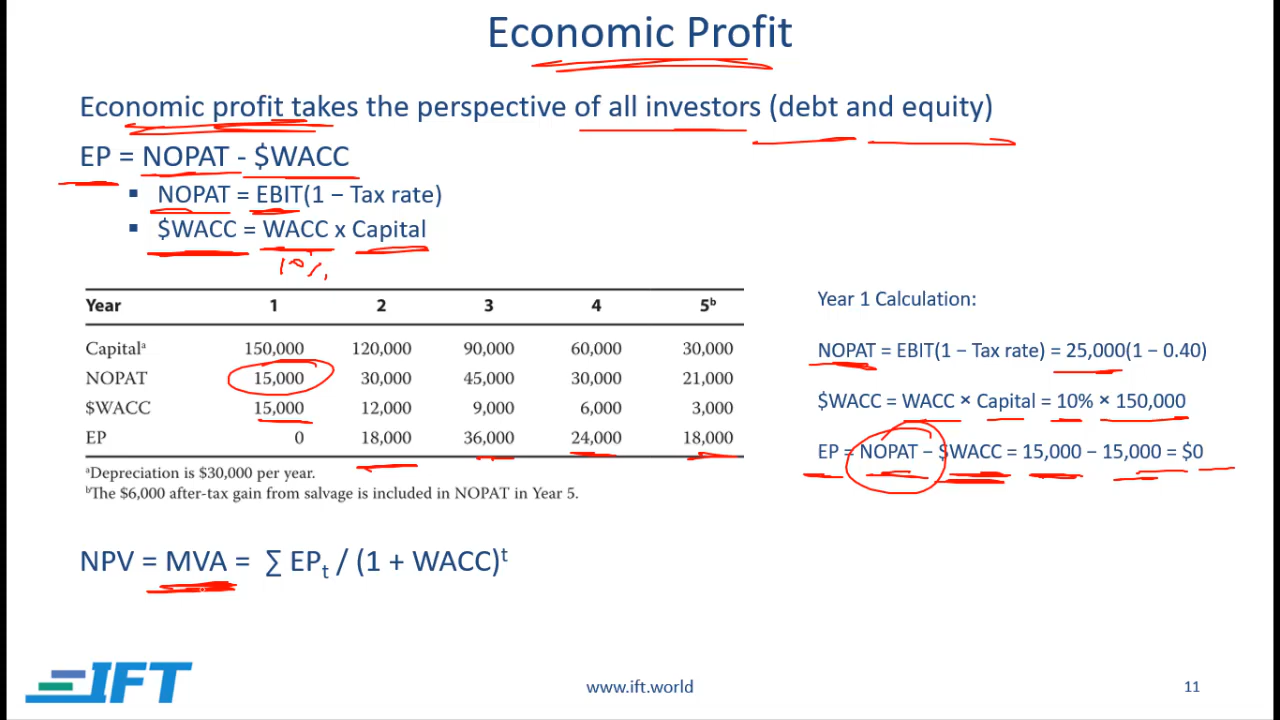 Economic Profit
Economic profit takes the perspective of all investors (debt and equity)
EP = NOPAT - $WACC
▪ NOPAT = EBIT(1 – Tax rate)
▪ $WACC = WACC x Capital
10%
Year 1 2 3 4 5ᵇ
Capitalᵃ 150,000 120,000 90,000 60,000 30,000
NOPAT 15,000 30,000 45,000 30,000 21,000
$WACC 15,000 12,000 9,000 6,000 3,000
EP 0 18,000 36,000 24,000 18,000
ᵃDepreciation is $30,000 per year.
ᵇThe $6,000 after-tax gain from salvage is included in NOPAT in Year 5.
Year 1 Calculation:
NOPAT = EBIT(1 – Tax rate) = 25,000(1 – 0.40)
$WACC = WACC × Capital = 10% × 150,000
EP = NOPAT – $WACC = 15,000 – 15,000 = $0
NPV = MVA = ∑ EPₜ / (1 + WACC)ᵗ
IFT
www.ift.world
11